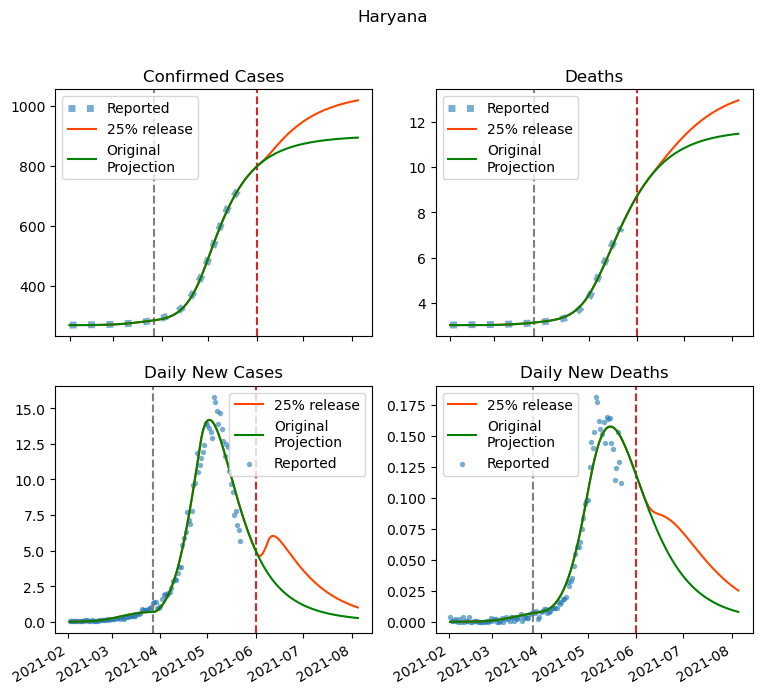 Haryana
Confirmed Cases
Reported
25% release
Original
Projection
1000
800
600
400
Deaths
Reported
25% release
Original
Projection
12
10
8
6
4
Daily New Cases
25% release
Original
Projection
Reported
15.0
12.5
10.0
7.5
5.0
2.5
0.0
2021-02
2021-03
2021-04
2021-05
2021-06
2021-07
2021-08
Daily New Deaths
25% release
Original
Projection
Reported
0.175
0.150
0.125
0.100
0.075
0.050
0.025
0.000
2021-02
2021-03
2021-04
2021-05
2021-06
2021-07
2021-08